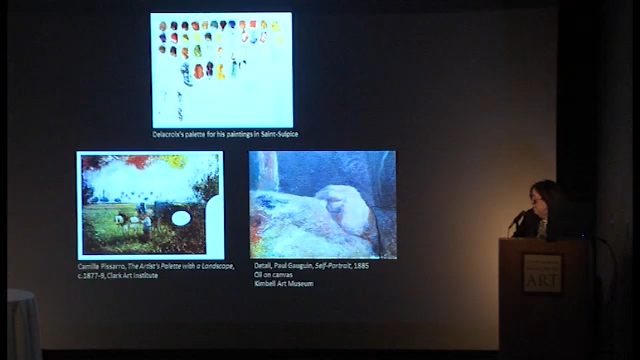 Delacroix's palette for his paintings in Saint-Sulpice
Camille Pissarro, The Artist's Palette with a Landscape,
c.1877-9, Clark Art Institute
Detail, Paul Gauguin, Self-Portrait, 1885
Oil on canvas
Kimbell Art Museum
ART